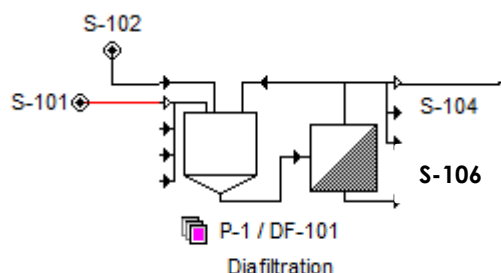 S-102
S-101
S-104
S-106
P-1 / DF-101
Diafiltration